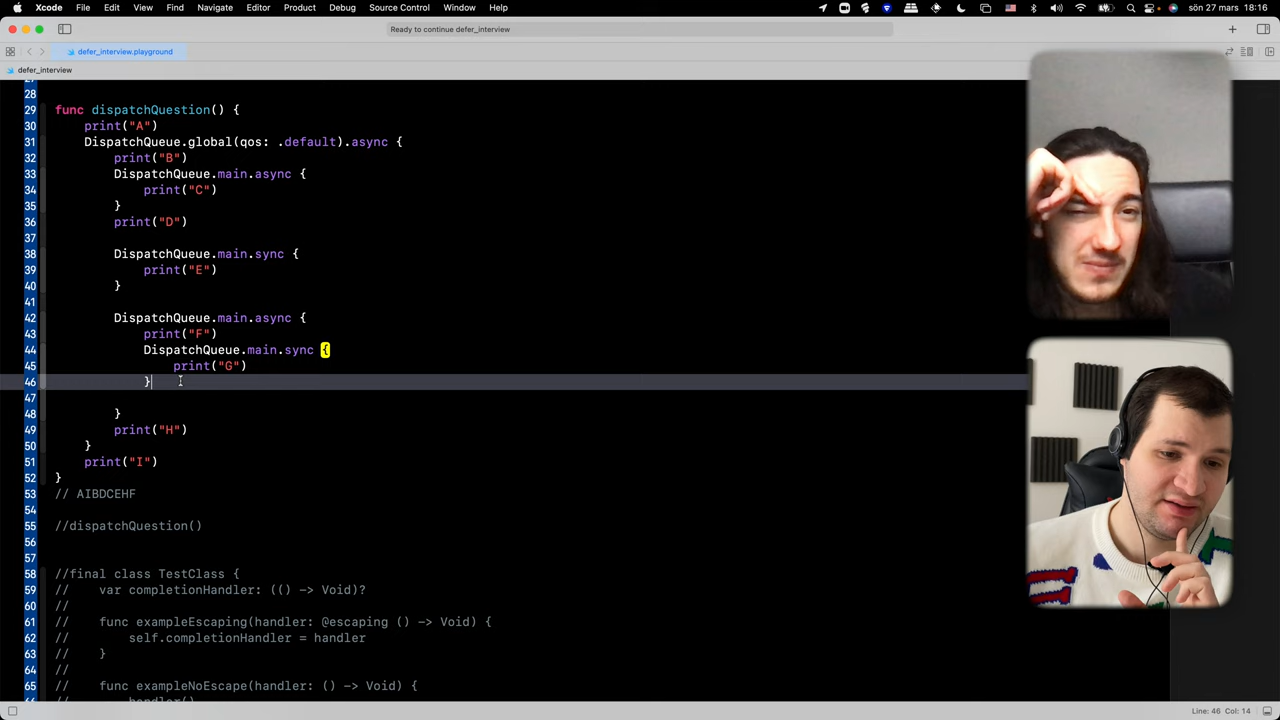 Xcode File Edit View Find Navigate Editor Product Debug Source Control Window Help sön 27 mars 18:16
Ready to continue defer_interview
defer_interview.playground
defer_interview
28
29 func dispatchQuestion() {
30 print("A")
31 DispatchQueue.global(qos: .default).async {
32 print("B")
33 DispatchQueue.main.async {
34 print("C")
35 }
36 print("D")
37
38 DispatchQueue.main.sync {
39 print("E")
40 }
41
42 DispatchQueue.main.async {
43 print("F")
44 DispatchQueue.main.sync {
45 print("G")
46 }
47
48 }
49 print("H")
50 }
51 print("I")
52 }
53 // AIBDCEHF
54
55 //dispatchQuestion()
56
57
58 //final class TestClass {
59 // var completionHandler: (() -> Void)?
60 //
61 // func exampleEscaping(handler: @escaping () -> Void) {
62 // self.completionHandler = handler
63 // }
64 //
65 // func exampleNoEscape(handler: () -> Void) {
Line: 46 Col: 14